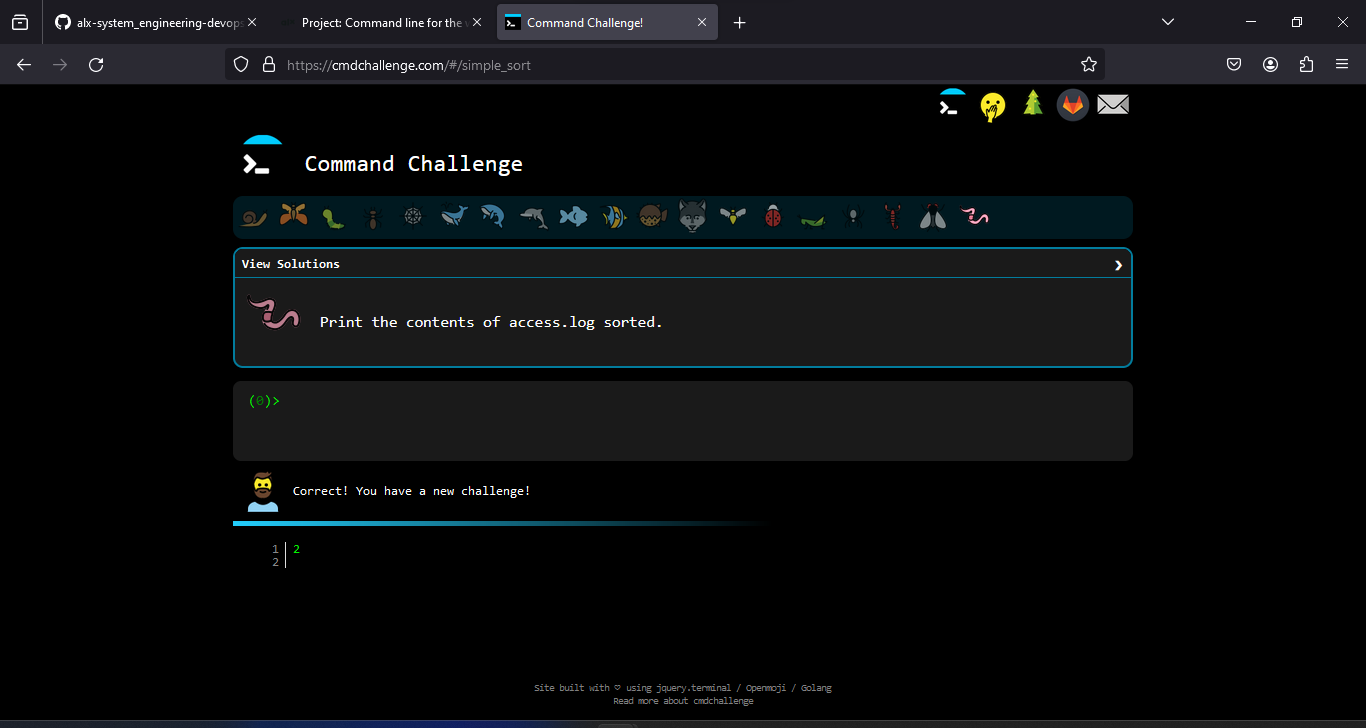 alx-system_engineering-devops
Project: Command line for the w
Command Challenge!
https://cmdchallenge.com/#/simple_sort
Command Challenge
View Solutions
Print the contents of access.log sorted.
(0)>
Correct! You have a new challenge!
1 2
2
Site built with ♡ using jquery.terminal / Openmoji / Golang
Read more about cmdchallenge